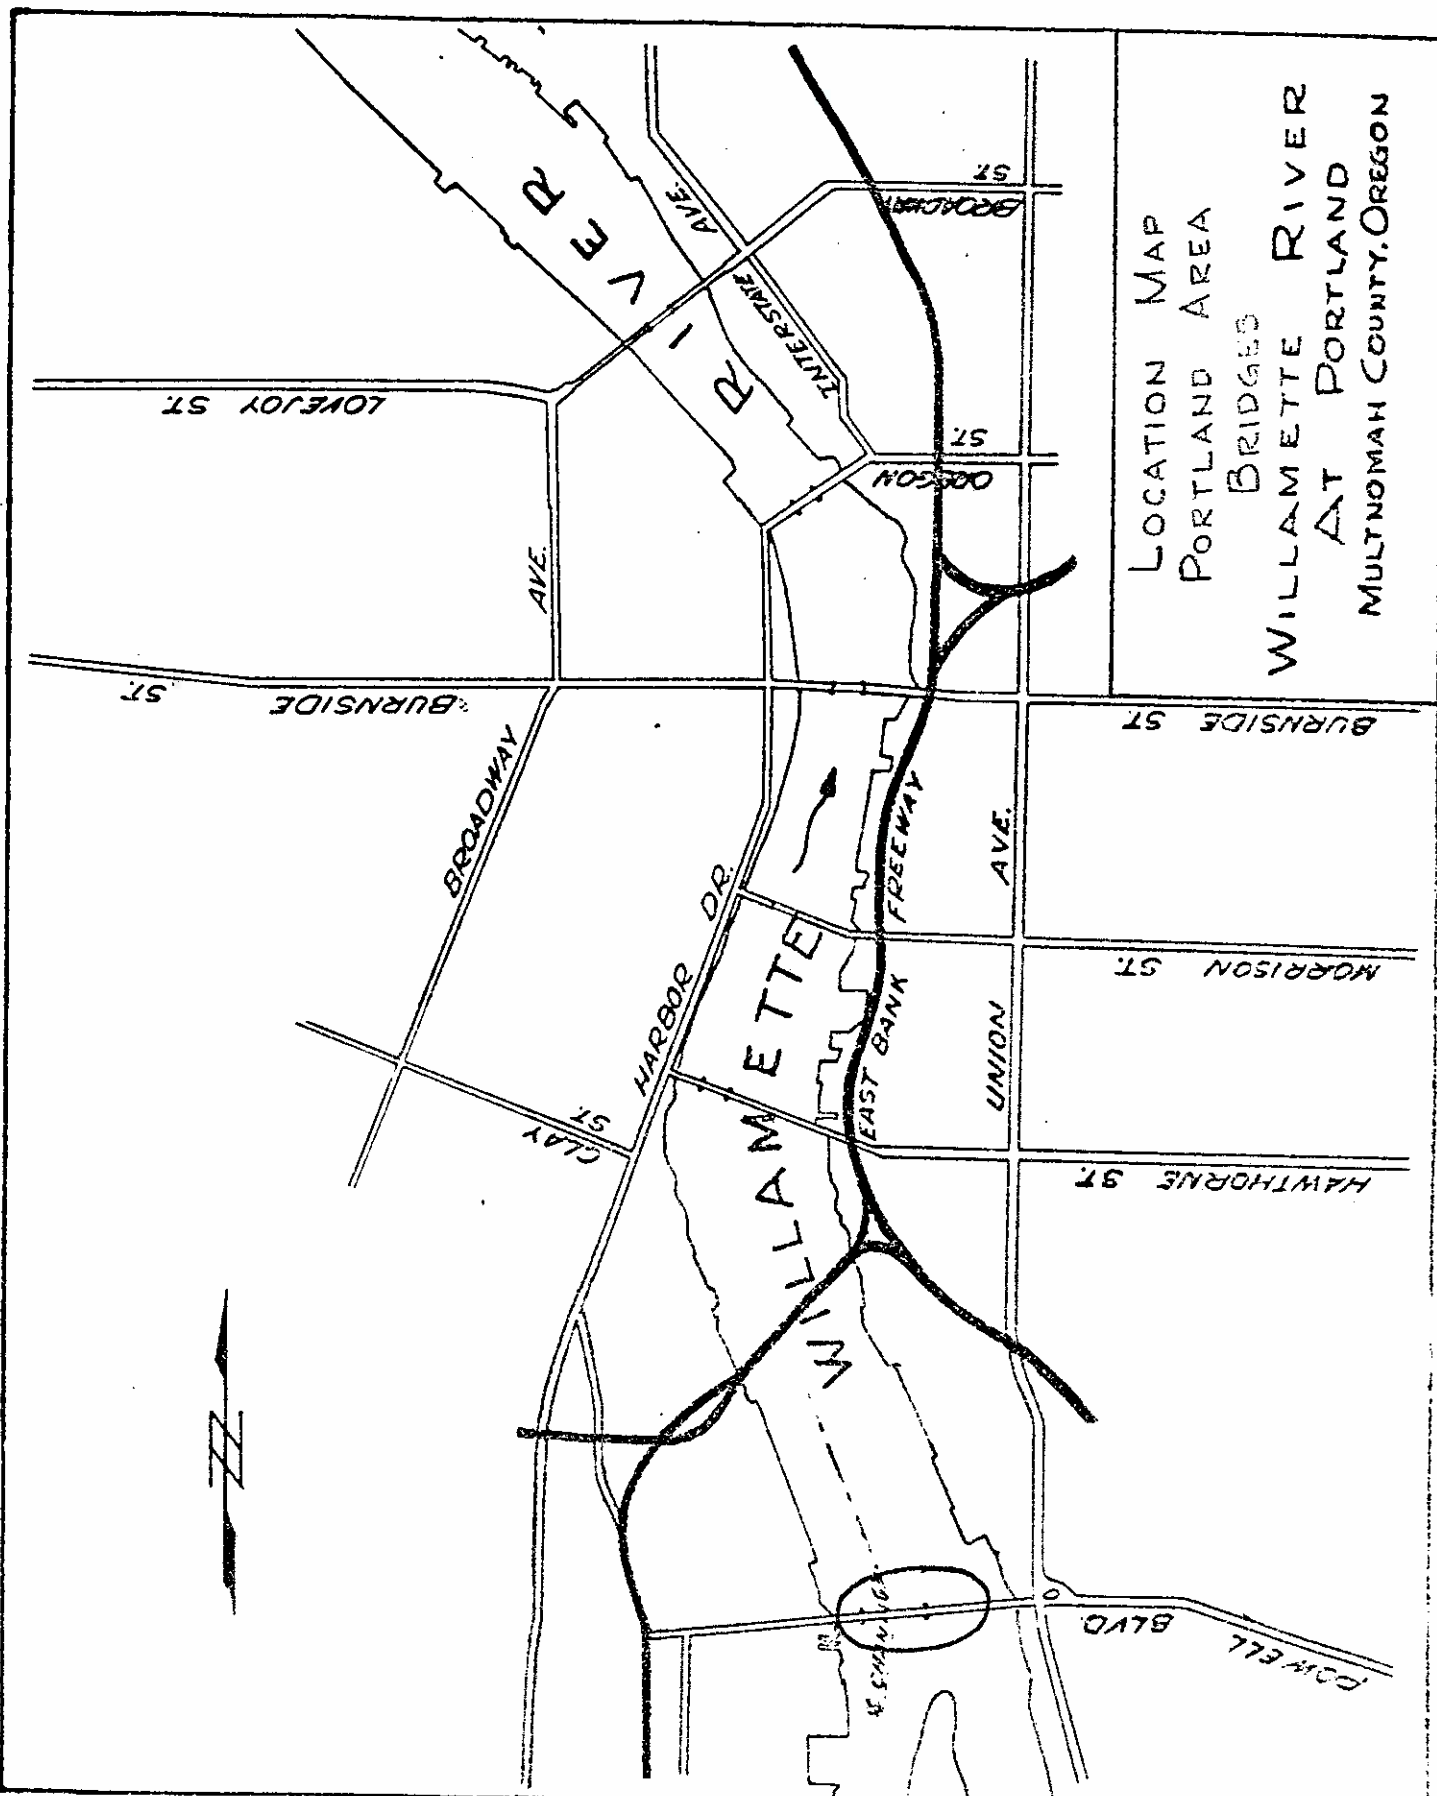 LOCATION MAP
PORTLAND AREA
BRIDGES
WILLAMETTE RIVER
AT PORTLAND
MULTNOMAH COUNTY, OREGON
WILLAMETTE
RIVER
LOVEJOY ST
BURNSIDE ST.
BROADWAY AVE.
CLAY ST.
HARBOR DR.
INTERSTATE AVE.
BROADWAY ST.
OREGON ST.
EAST BANK FREEWAY
UNION AVE.
BURNSIDE ST
MORRISON ST.
HAWTHORNE ST.
POWELL BLVD
N